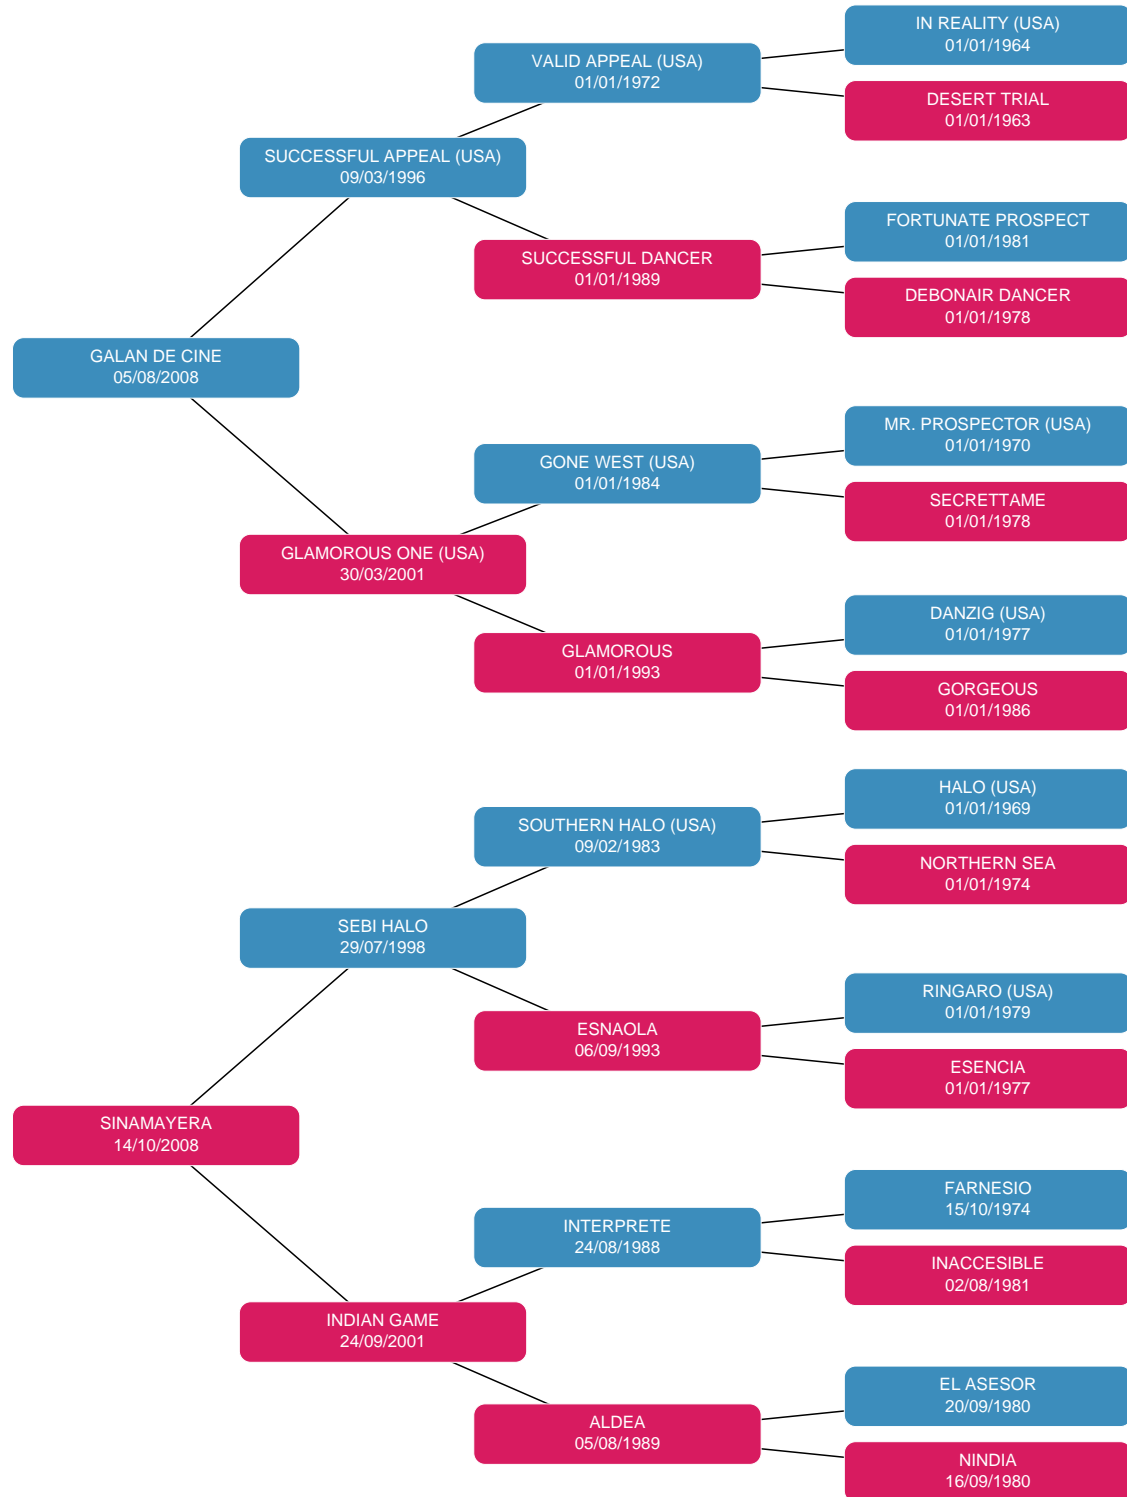 IN REALITY (USA)
01/01/1964
VALID APPEAL (USA)
01/01/1972
DESERT TRIAL
01/01/1963
SUCCESSFUL APPEAL (USA)
09/03/1996
FORTUNATE PROSPECT
01/01/1981
SUCCESSFUL DANCER
01/01/1989
DEBONAIR DANCER
01/01/1978
GALAN DE CINE
05/08/2008
MR. PROSPECTOR (USA)
01/01/1970
GONE WEST (USA)
01/01/1984
SECRETTAME
01/01/1978
GLAMOROUS ONE (USA)
30/03/2001
DANZIG (USA)
01/01/1977
GLAMOROUS
01/01/1993
GORGEOUS
01/01/1986
HALO (USA)
01/01/1969
SOUTHERN HALO (USA)
09/02/1983
NORTHERN SEA
01/01/1974
SEBI HALO
29/07/1998
RINGARO (USA)
01/01/1979
ESNAOLA
06/09/1993
ESENCIA
01/01/1977
SINAMAYERA
14/10/2008
FARNESIO
15/10/1974
INTERPRETE
24/08/1988
INACCESIBLE
02/08/1981
INDIAN GAME
24/09/2001
EL ASESOR
20/09/1980
ALDEA
05/08/1989
NINDIA
16/09/1980